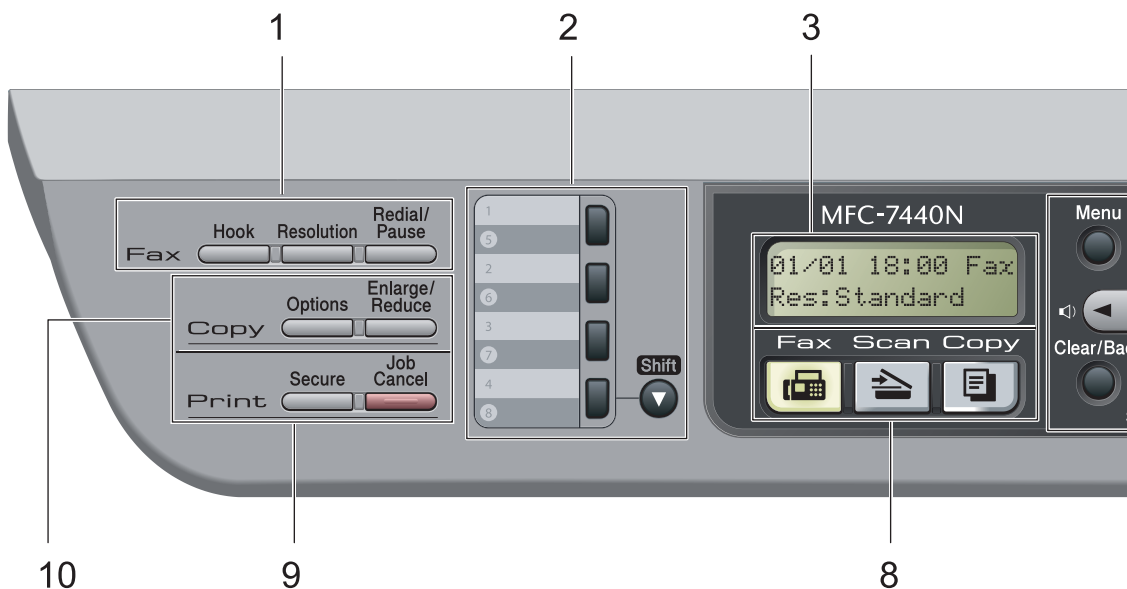 1 2 3
MFC-7440N
Menu
Redial/
Hook Resolution Pause
Fax
01/01 18:00 Fax
Res:Standard
1
5
2
6
3
7
4
8
Enlarge/
Options Reduce
Copy
Fax Scan Copy
Clear/Bac
Job
Secure Cancel
Print
Shift
10 9 8